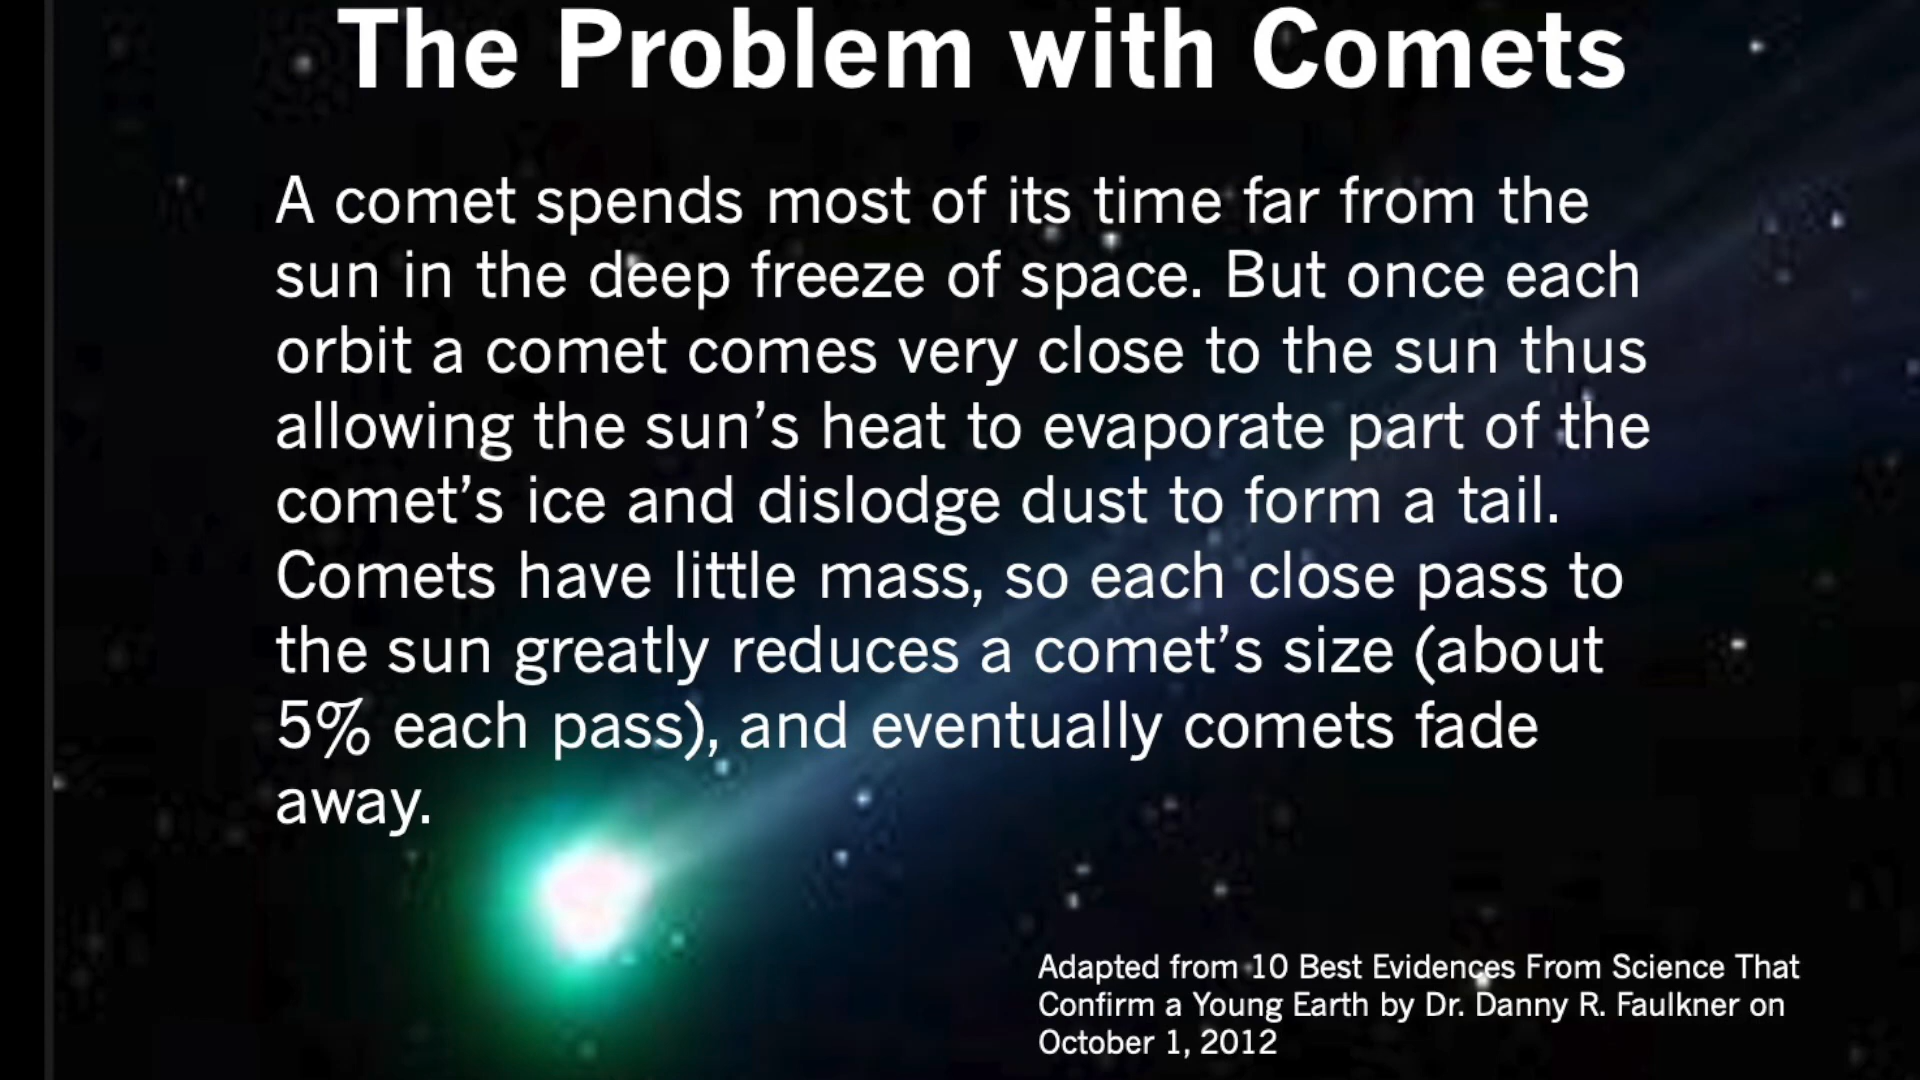 The Problem with Comets
A comet spends most of its time far from the
sun in the deep freeze of space. But once each
orbit a comet comes very close to the sun thus
allowing the sun’s heat to evaporate part of the
comet’s ice and dislodge dust to form a tail.
Comets have little mass, so each close pass to
the sun greatly reduces a comet’s size (about
5% each pass), and eventually comets fade
away.
Adapted from 10 Best Evidences From Science That
Confirm a Young Earth by Dr. Danny R. Faulkner on
October 1, 2012